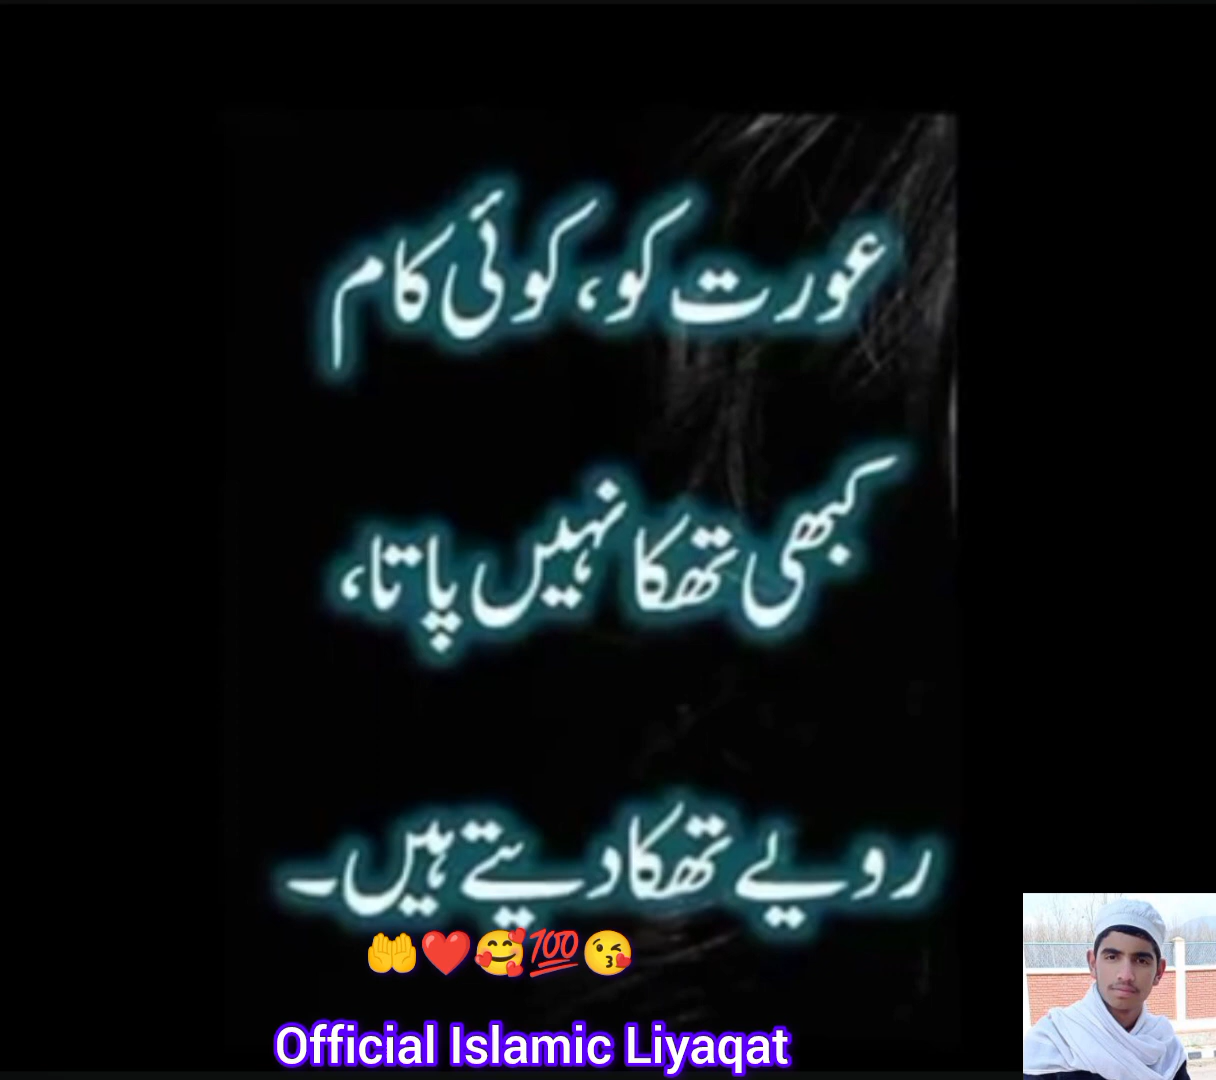 عورت کو، کوئی کام
کبھی تھکا نہیں پاتا،
رویے تھکا دیتے ہیں۔
🤲❤️🥰💯😘
Official Islamic Liyaqat